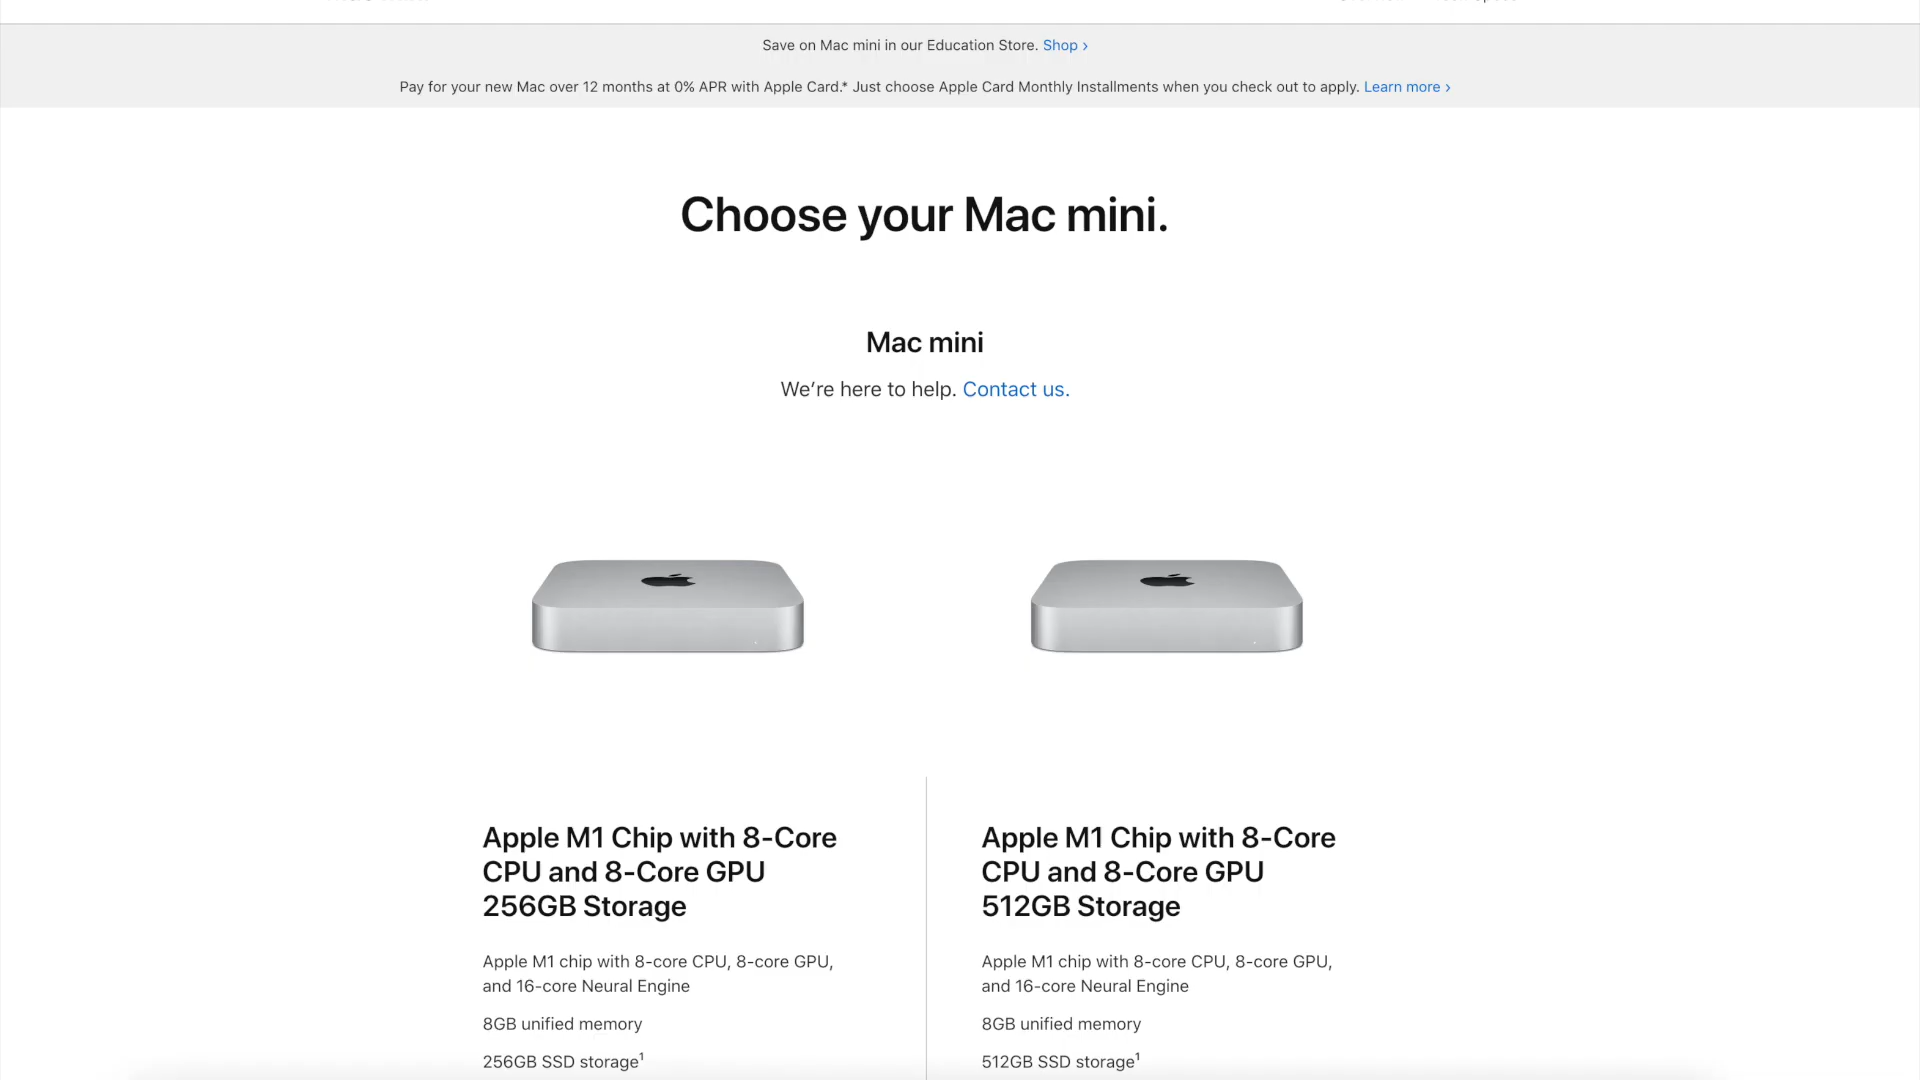 Save on Mac mini in our Education Store. Shop ›
Pay for your new Mac over 12 months at 0% APR with Apple Card.* Just choose Apple Card Monthly Installments when you check out to apply. Learn more ›
Choose your Mac mini.
Mac mini
We’re here to help. Contact us.
Apple M1 Chip with 8-Core
CPU and 8-Core GPU
256GB Storage
Apple M1 chip with 8-core CPU, 8-core GPU,
and 16-core Neural Engine
8GB unified memory
256GB SSD storage¹
Apple M1 Chip with 8-Core
CPU and 8-Core GPU
512GB Storage
Apple M1 chip with 8-core CPU, 8-core GPU,
and 16-core Neural Engine
8GB unified memory
512GB SSD storage¹